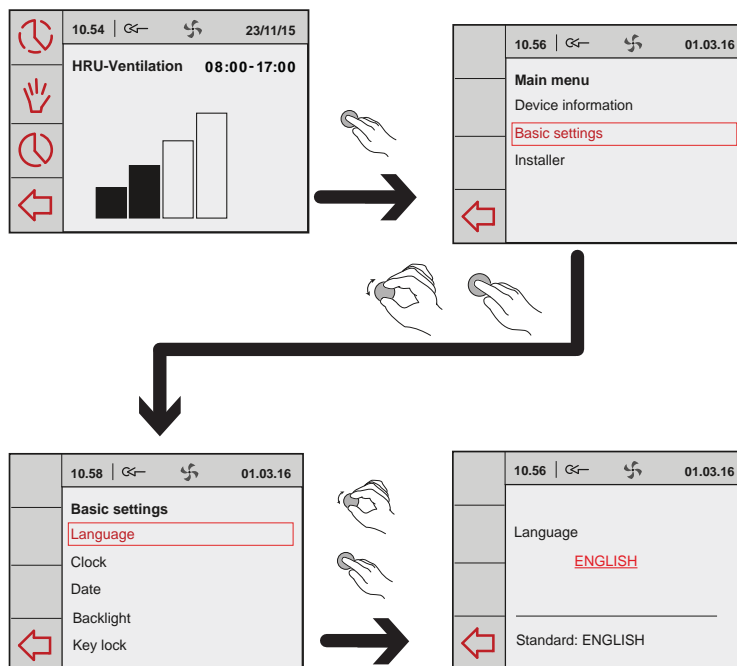 10.54 23/11/15
HRU-Ventilation 08:00-17:00
10.56 01.03.16
Main menu
Device information
Basic settings
Installer
10.58 01.03.16
Basic settings
Language
Clock
Date
Backlight
Key lock
10.56 01.03.16
Language
ENGLISH
Standard: ENGLISH